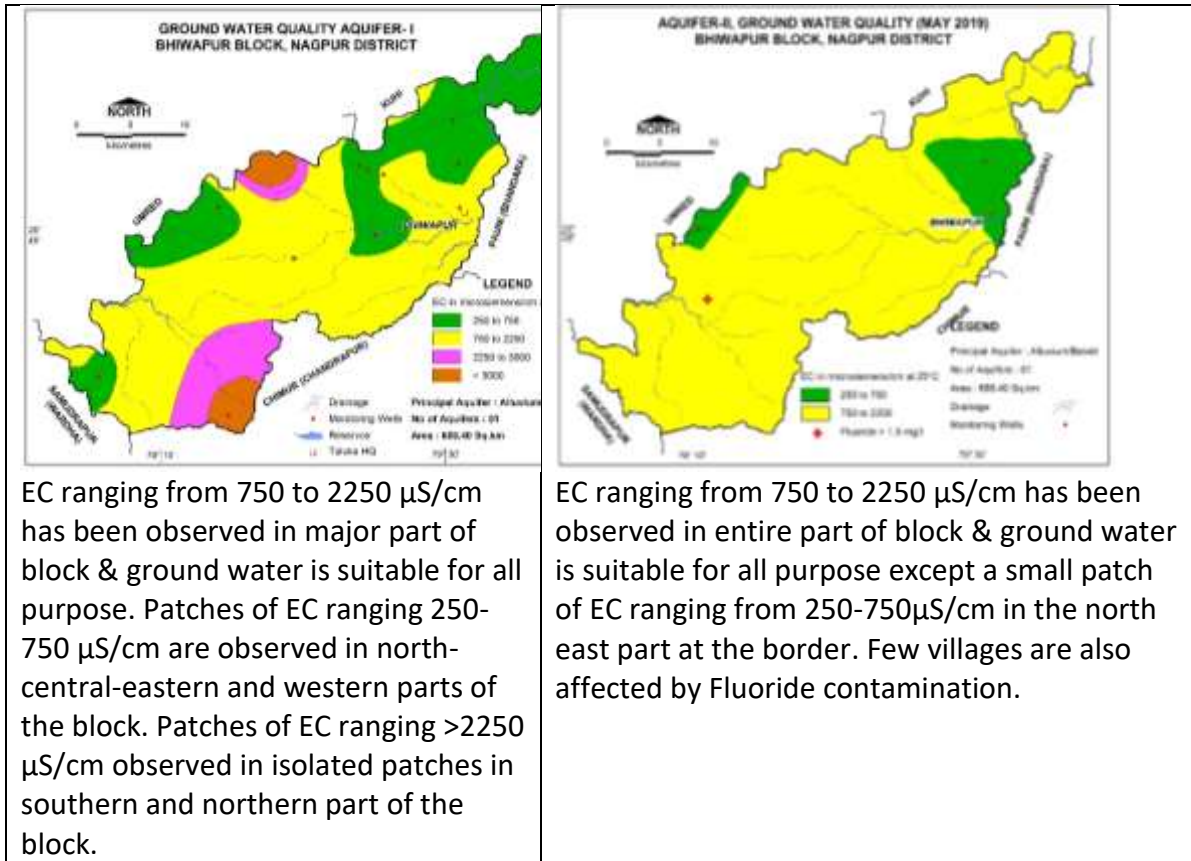 GROUND WATER QUALITY AQUIFER- I
BHIWAPUR BLOCK, NAGPUR DISTRICT
NORTH
kilometres
KUHI
UMRED
BHIWAPUR
PAUNI (BHANDARA)
CHIMUR (CHANDRAPUR)
SAMUDRAPUR
(WARDHA)
LEGEND
EC in
250 to 750
750 to 2250
2250 to 5000
5000
Drainage
Monitoring Wells
Reservoir
Taluka HQ
Principal Aquifer : Alluvium
No of Aquifers : 01
Area : Sq.km
EC ranging from 750 to 2250 µS/cm
has been observed in major part of
block & ground water is suitable for all
purpose. Patches of EC ranging 250-
750 µS/cm are observed in north-
central-eastern and western parts of
the block. Patches of EC ranging >2250
µS/cm observed in isolated patches in
southern and northern part of the
block.
AQUIFER-II, GROUND WATER QUALITY (MAY 2019)
BHIWAPUR BLOCK, NAGPUR DISTRICT
NORTH
kilometres
KUHI
UMRED
BHIWAPUR
PAUNI (BHANDARA)
CHIMUR
SAMUDRAPUR
(WARDHA)
LEGEND
Principal Aquifer : Alluvium/Basalt
No of Aquifers : 01
Area : Sq.km
Drainage
Monitoring Wells
EC in at 25°C
250 to 750
750 to
Fluoride > mg/l
EC ranging from 750 to 2250 µS/cm has been
observed in entire part of block & ground water
is suitable for all purpose except a small patch
of EC ranging from 250-750µS/cm in the north
east part at the border. Few villages are also
affected by Fluoride contamination.